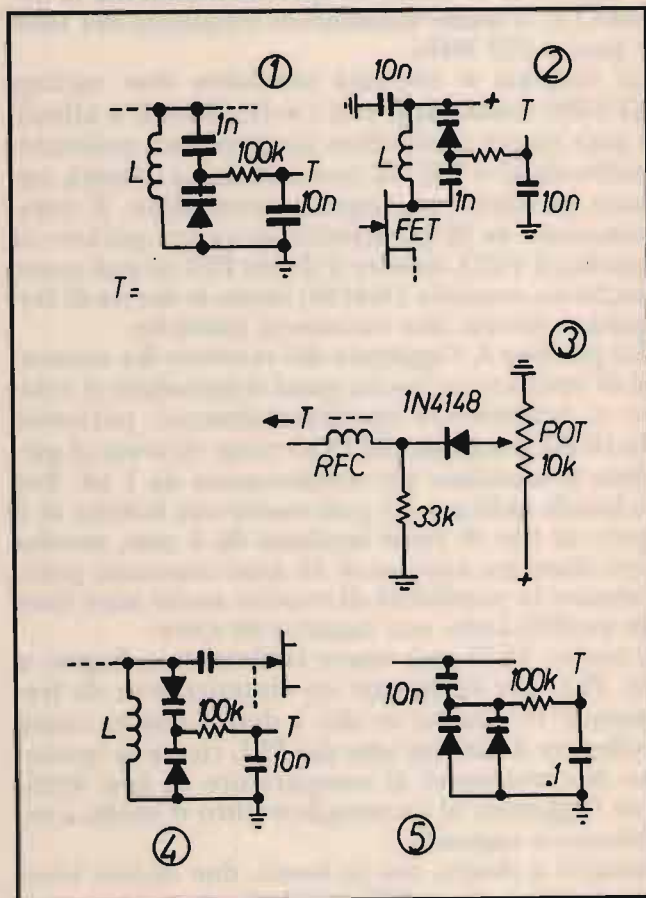 ①
1n
L
100k
T
10n
T=
②
10n
+
T
L
1n
10n
FET
③
T
1N4148
RFC
POT
10k
33k
+
④
L
100k
T
10n
⑤
10n
100k
T
.1